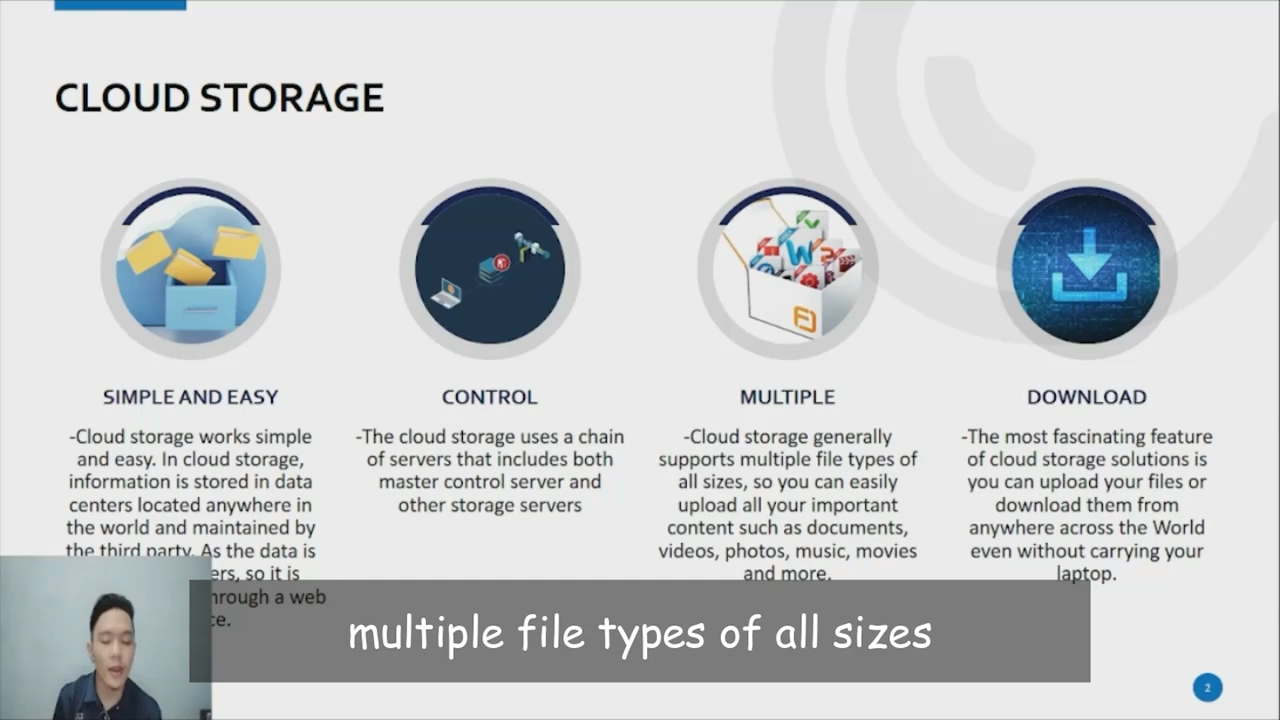 CLOUD STORAGE
SIMPLE AND EASY
-Cloud storage works simple
and easy. In cloud storage,
information is stored in data
centers located anywhere in
the world and maintained by
the third party. As the data is
ers, so it is
hrough a web
ce.
CONTROL
-The cloud storage uses a chain
of servers that includes both
master control server and
other storage servers
MULTIPLE
-Cloud storage generally
supports multiple file types of
all sizes, so you can easily
upload all your important
content such as documents,
videos, photos, music, movies
and more.
DOWNLOAD
-The most fascinating feature
of cloud storage solutions is
you can upload your files or
download them from
anywhere across the World
even without carrying your
laptop.
multiple file types of all sizes
2